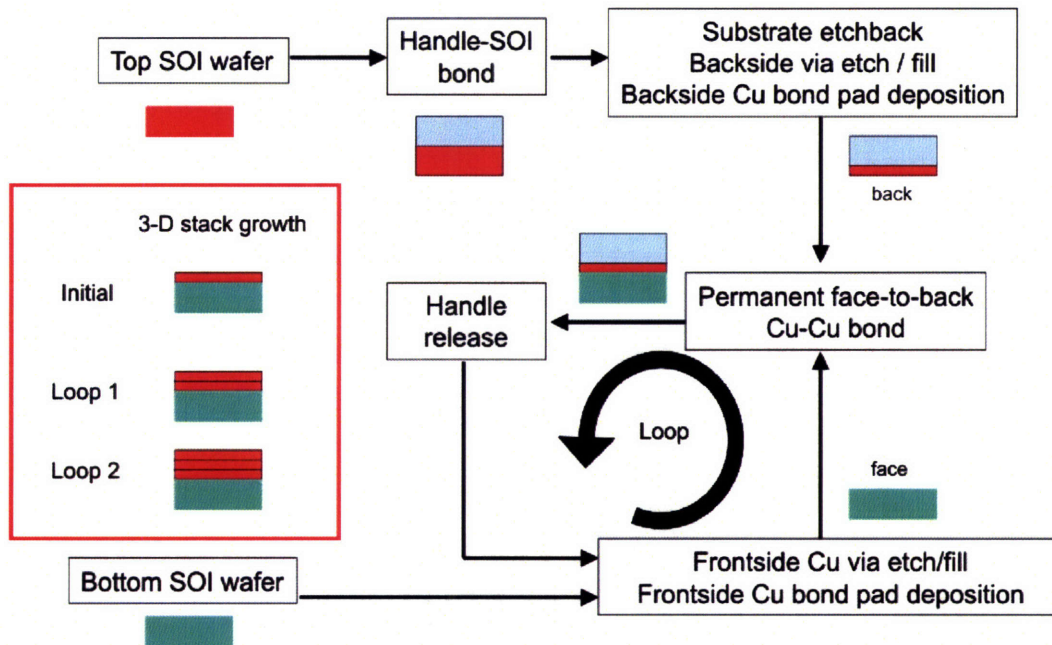 Top SOI wafer
Handle-SOI
bond
Substrate etchback
Backside via etch / fill
Backside Cu bond pad deposition
back
3-D stack growth
Initial
Loop 1
Loop 2
Handle
release
Permanent face-to-back
Cu-Cu bond
Loop
face
Bottom SOI wafer
Frontside Cu via etch/fill
Frontside Cu bond pad deposition